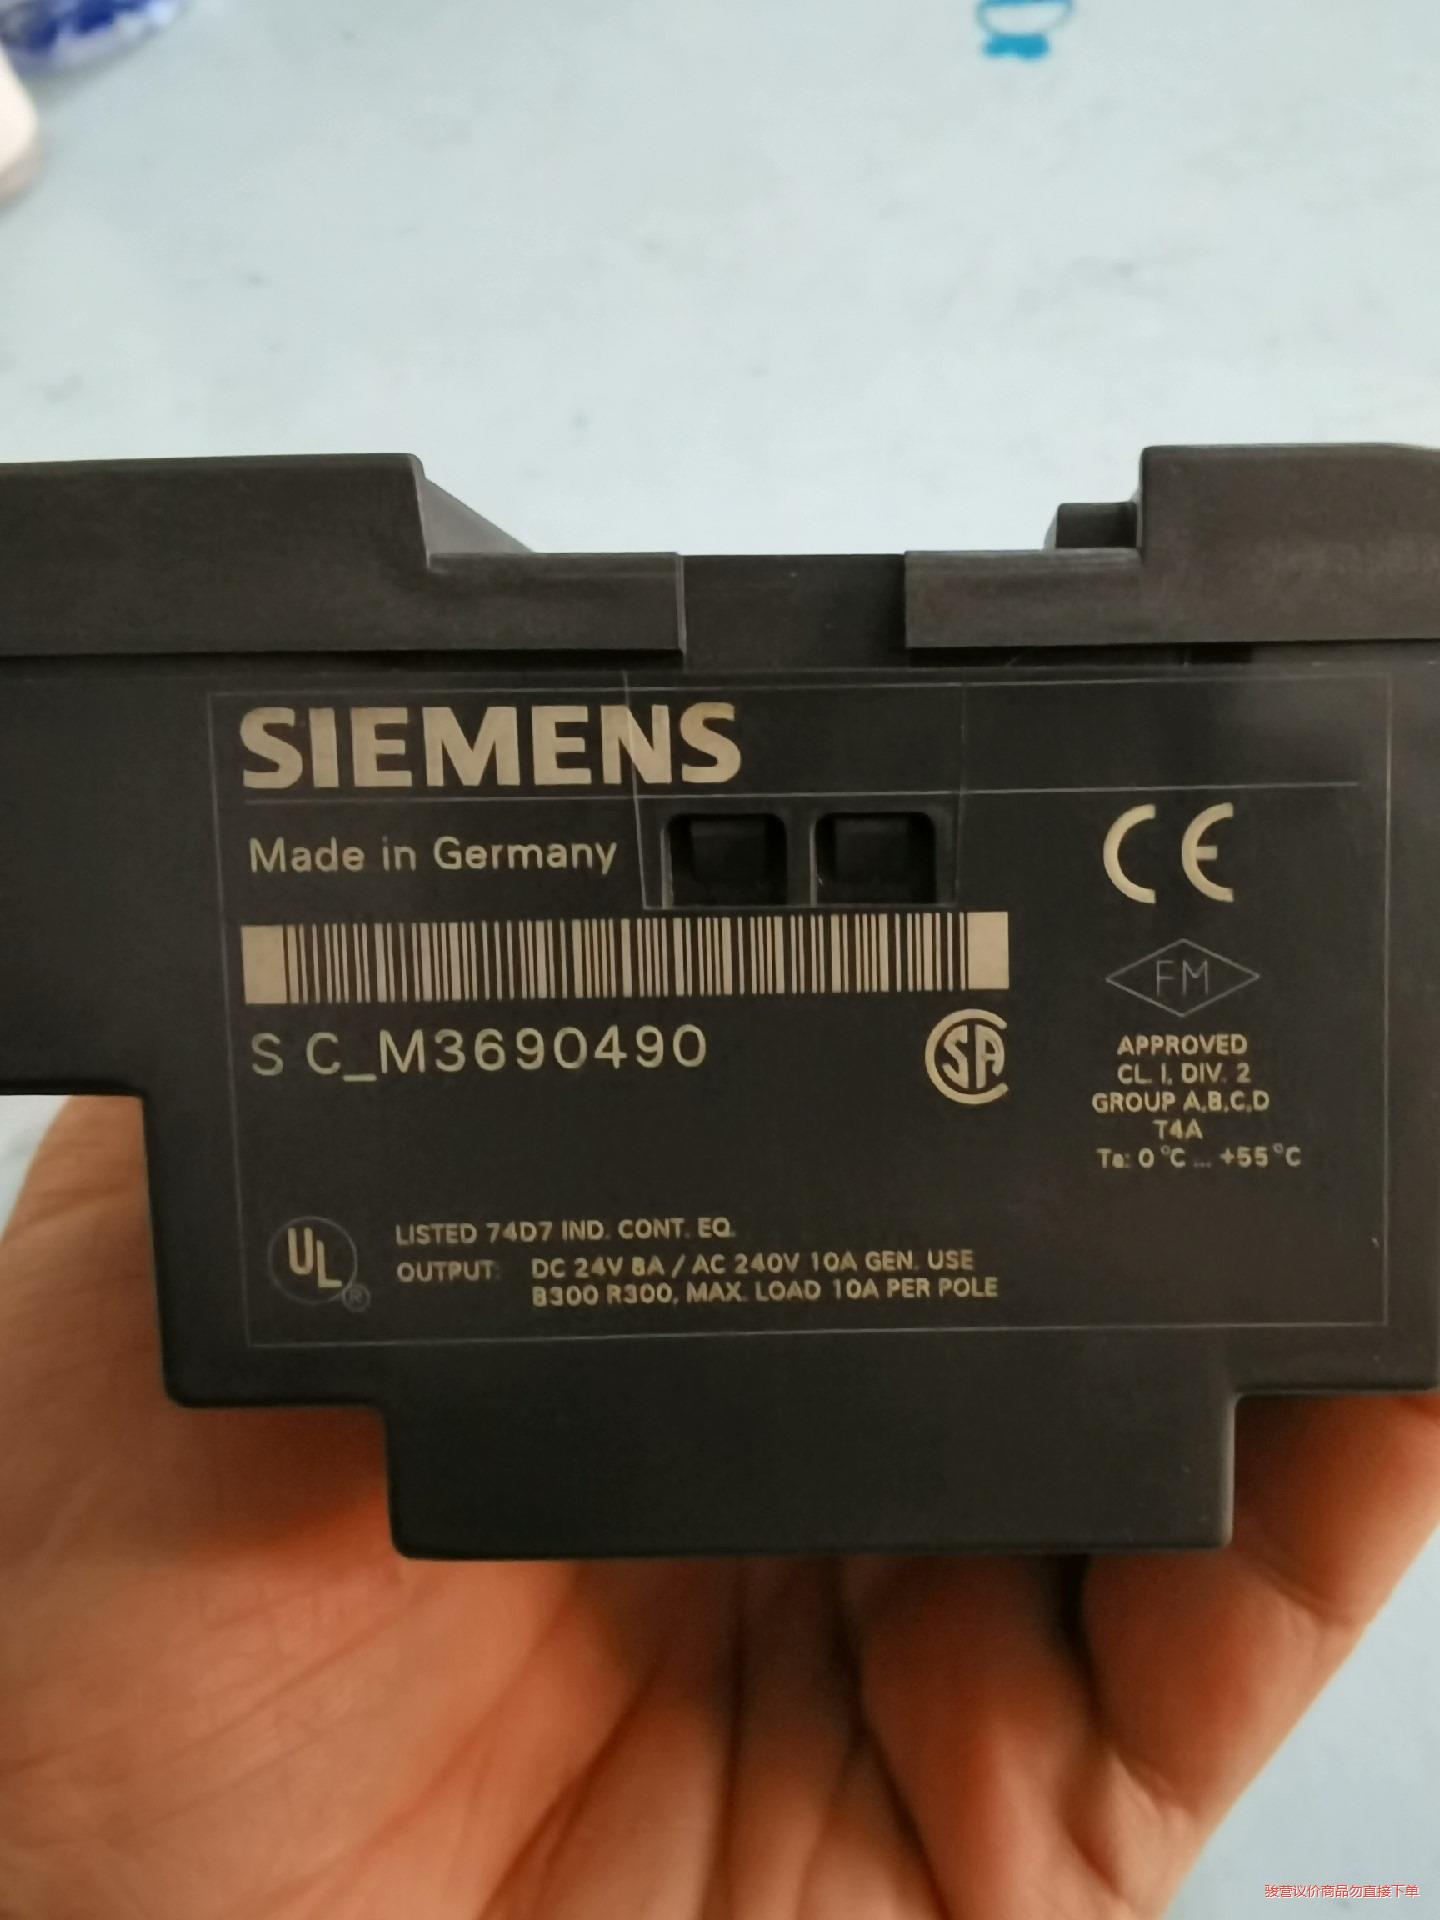 SIEMENS
Made in Germany
CE
FM
S C_M3690490
SA
APPROVED
CL. I, DIV. 2
GROUP A,B,C,D
T4A
Ta: 0°C ... +55°C
UL
®
LISTED 74D7 IND. CONT. EQ.
OUTPUT: DC 24V 8A / AC 240V 10A GEN. USE
B300 R300, MAX. LOAD 10A PER POLE
骏营议价商品勿直接下单